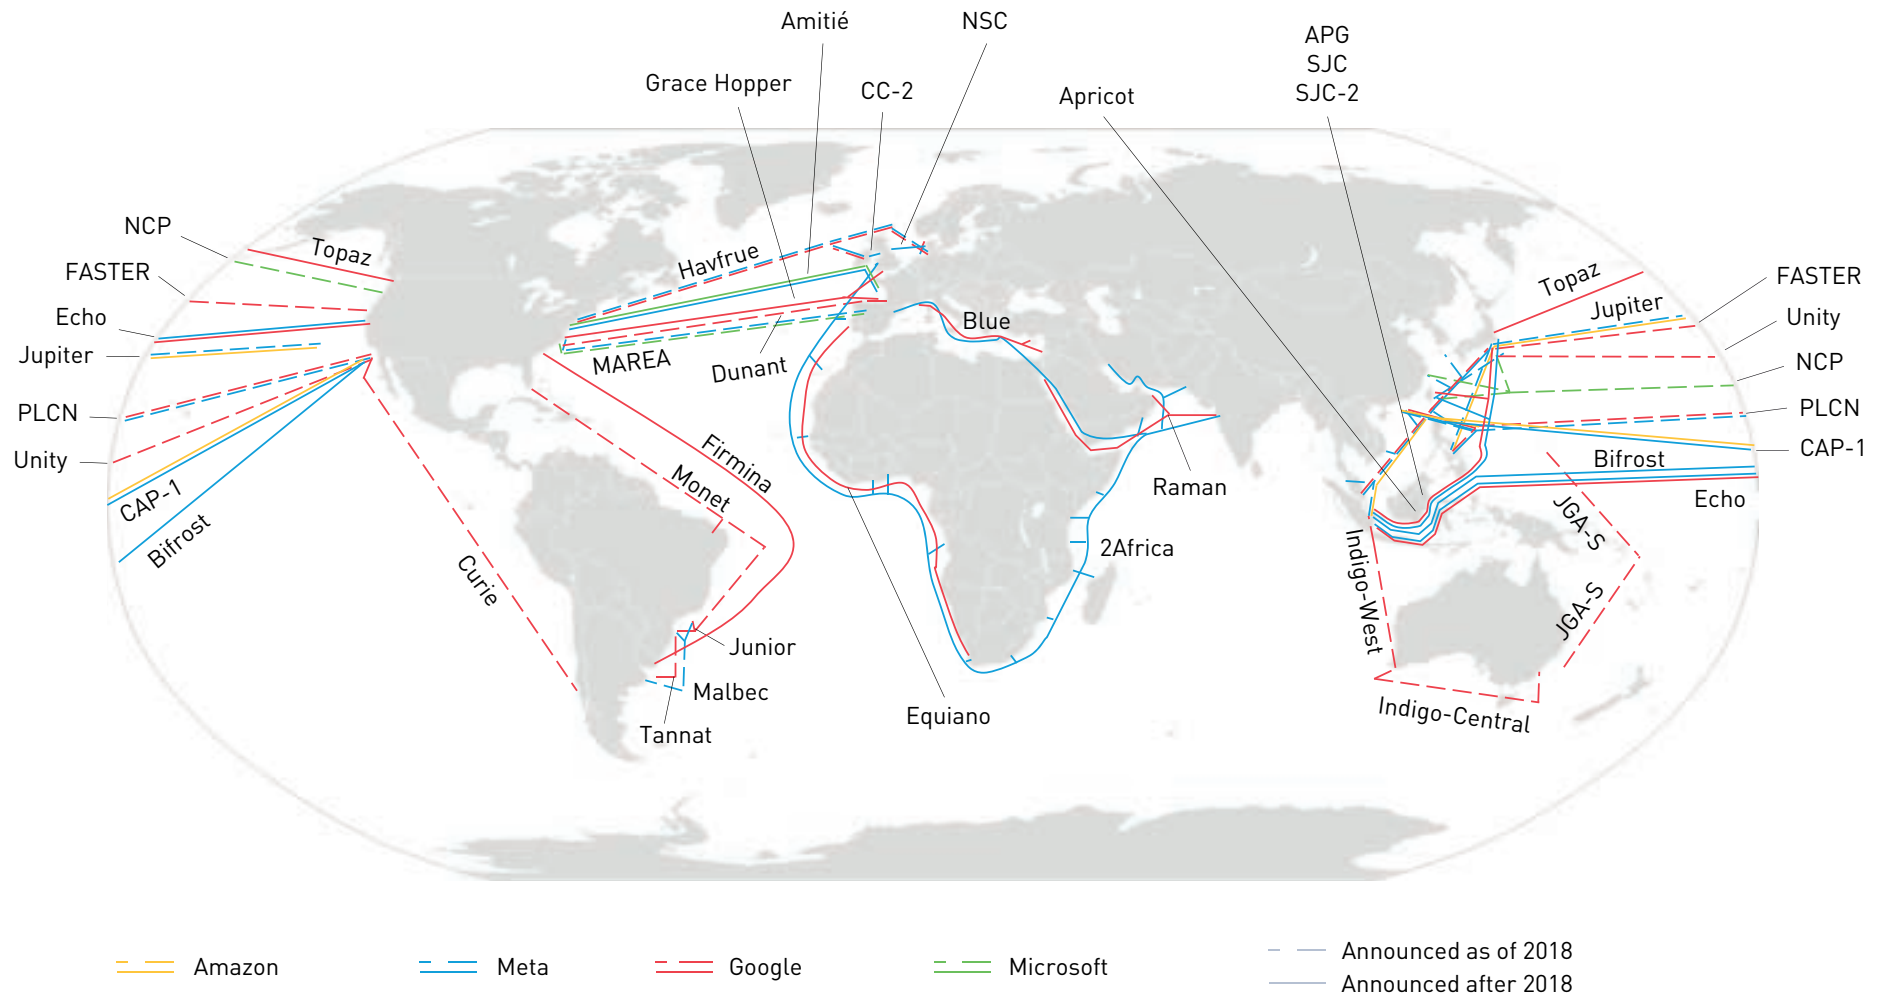 Amitié
NSC
APG
SJC
SJC-2
Grace Hopper
CC-2
Apricot
NCP
Topaz
FASTER
Echo
Jupiter
PLCN
Unity
CAP-1
Bifrost
Havfrue
MAREA
Dunant
Blue
Topaz
Jupiter
FASTER
Unity
NCP
PLCN
CAP-1
Bifrost
Echo
Firmina
Monet
Curie
Raman
2Africa
JGA-S
JGA-S
Indigo-West
Indigo-Central
Junior
Malbec
Tannat
Equiano
Amazon
Meta
Google
Microsoft
Announced as of 2018
Announced after 2018